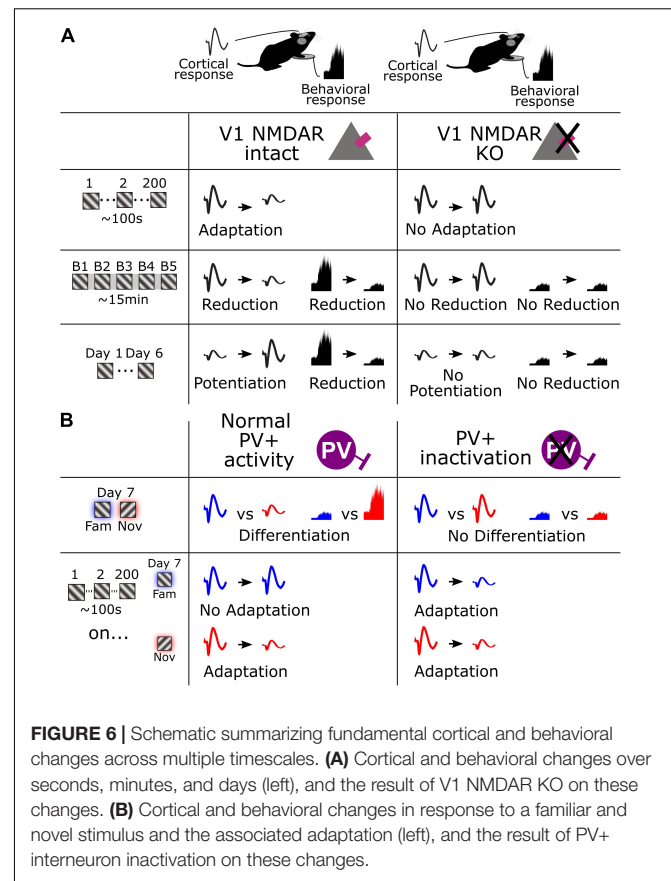 A
Cortical response
Behavioral response
Cortical response
Behavioral response
V1 NMDAR intact
V1 NMDAR KO
1 2 200
~100s
Adaptation
No Adaptation
B1 B2 B3 B4 B5
~15min
Reduction
Reduction
No Reduction
No Reduction
Day 1 Day 6
Potentiation
Reduction
No Potentiation
No Reduction
B
Normal PV+ activity
PV
PV+ inactivation
PV
Day 7
Fam Nov
vs
vs
Differentiation
vs
vs
No Differentiation
1 2 200
~100s
on...
Day 7
Fam
Nov
No Adaptation
Adaptation
Adaptation
Adaptation
FIGURE 6 | Schematic summarizing fundamental cortical and behavioral
changes across multiple timescales. (A) Cortical and behavioral changes over
seconds, minutes, and days (left), and the result of V1 NMDAR KO on these
changes. (B) Cortical and behavioral changes in response to a familiar and
novel stimulus and the associated adaptation (left), and the result of PV+
interneuron inactivation on these changes.